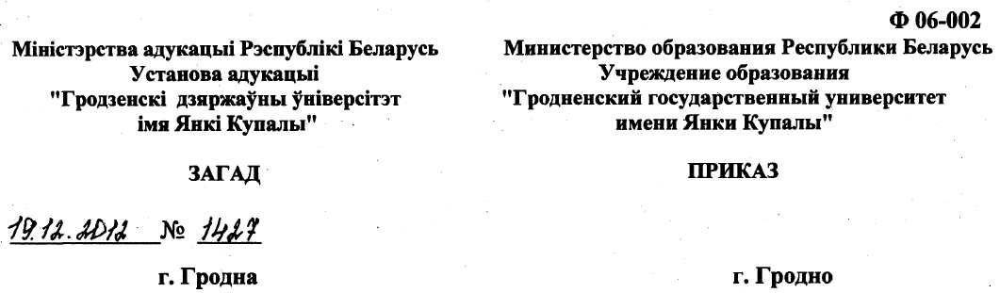 Ф 06-002
Міністэрства адукацыі Рэспублікі Беларусь
Установа адукацыі
"Гродзенскі дзяржаўны ўніверсітэт
імя Янкі Купалы"
ЗАГАД
19.12.2012 № 1427
г. Гродна
Министерство образования Республики Беларусь
Учреждение образования
"Гродненский государственный университет
имени Янки Купалы"
ПРИКАЗ
г. Гродно